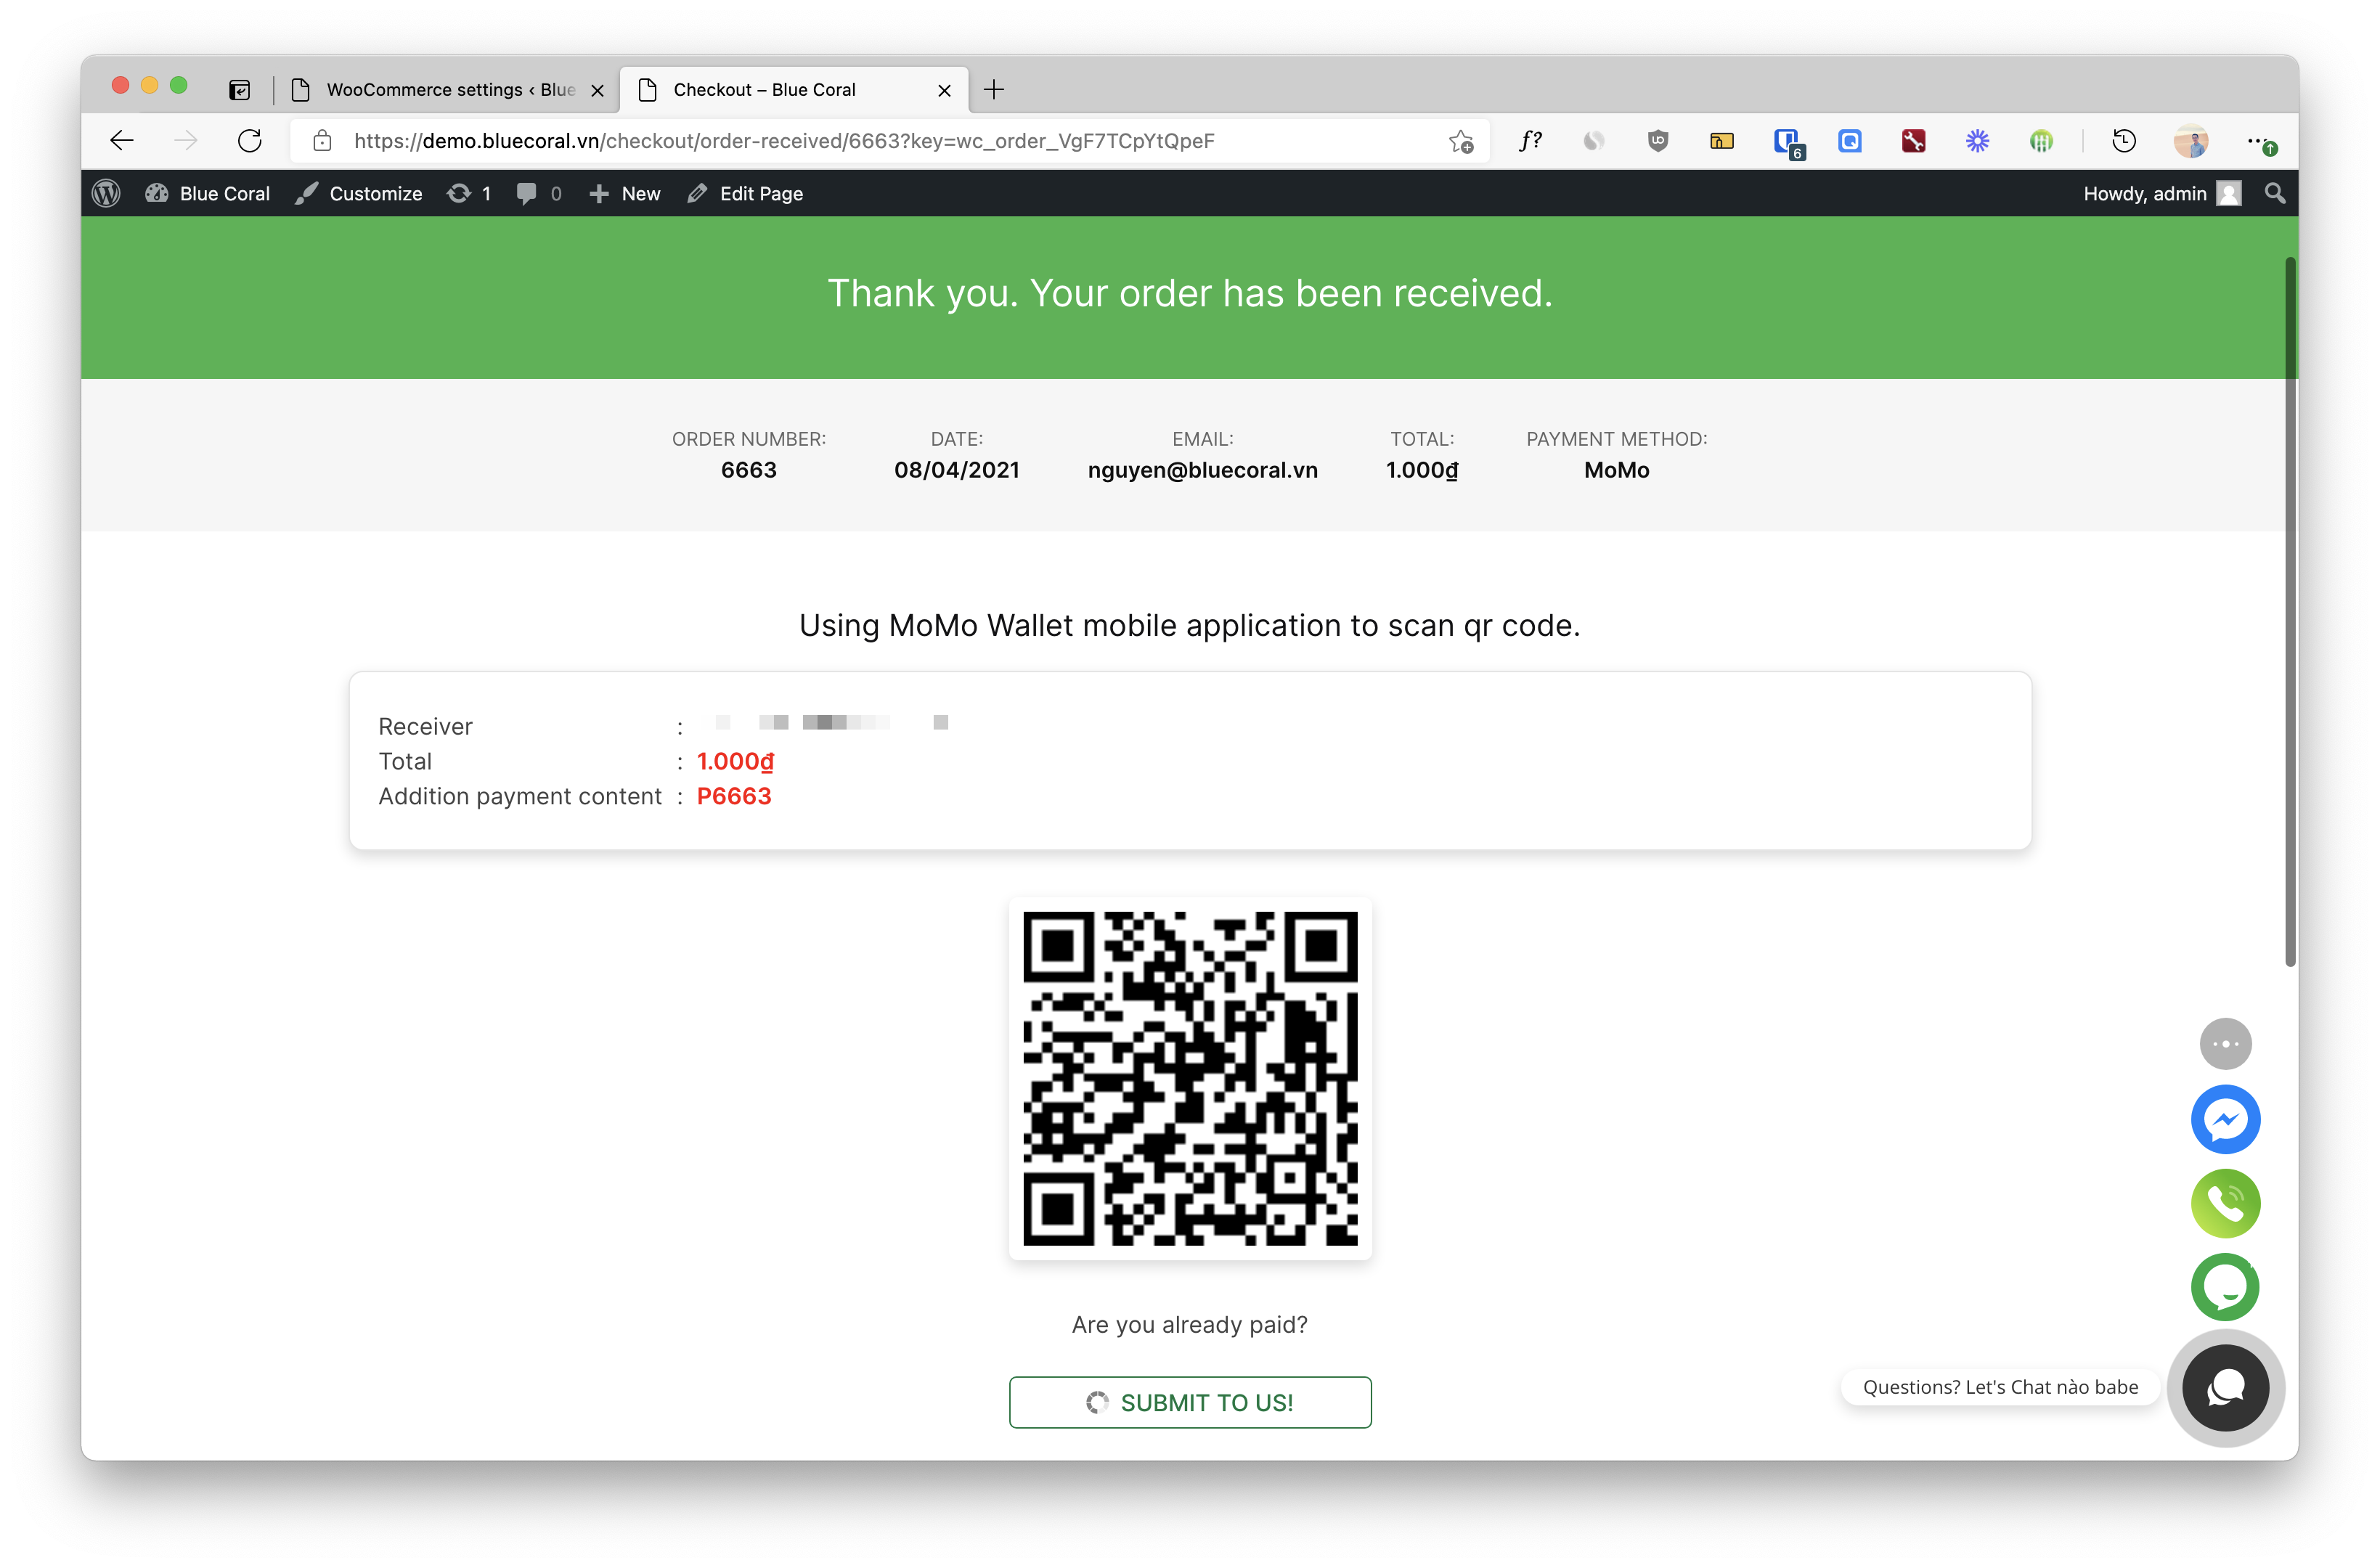 WooCommerce settings ‹ Blue
Checkout – Blue Coral
https://demo.bluecoral.vn/checkout/order-received/6663?key=wc_order_VgF7TCpYtQpeF
f?
6
Blue Coral
Customize
1
0
New
Edit Page
Howdy, admin
Thank you. Your order has been received.
ORDER NUMBER:
6663
DATE:
08/04/2021
EMAIL:
nguyen@bluecoral.vn
TOTAL:
1.000₫
PAYMENT METHOD:
MoMo
Using MoMo Wallet mobile application to scan qr code.
Receiver :
Total : 1.000₫
Addition payment content : P6663
Are you already paid?
SUBMIT TO US!
Questions? Let's Chat nào babe